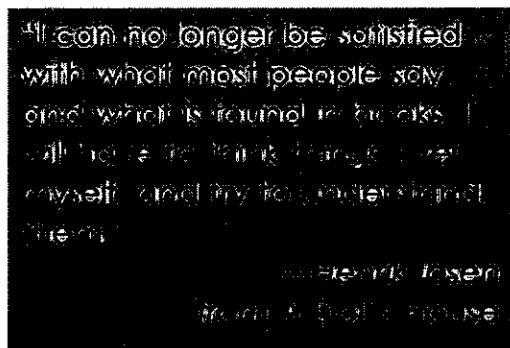 "I can no longer be satisfied
with what most people say
and what is found in books. I
will have to think things over
myself and try to understand
them."
—Henrik Ibsen
from A Doll's House